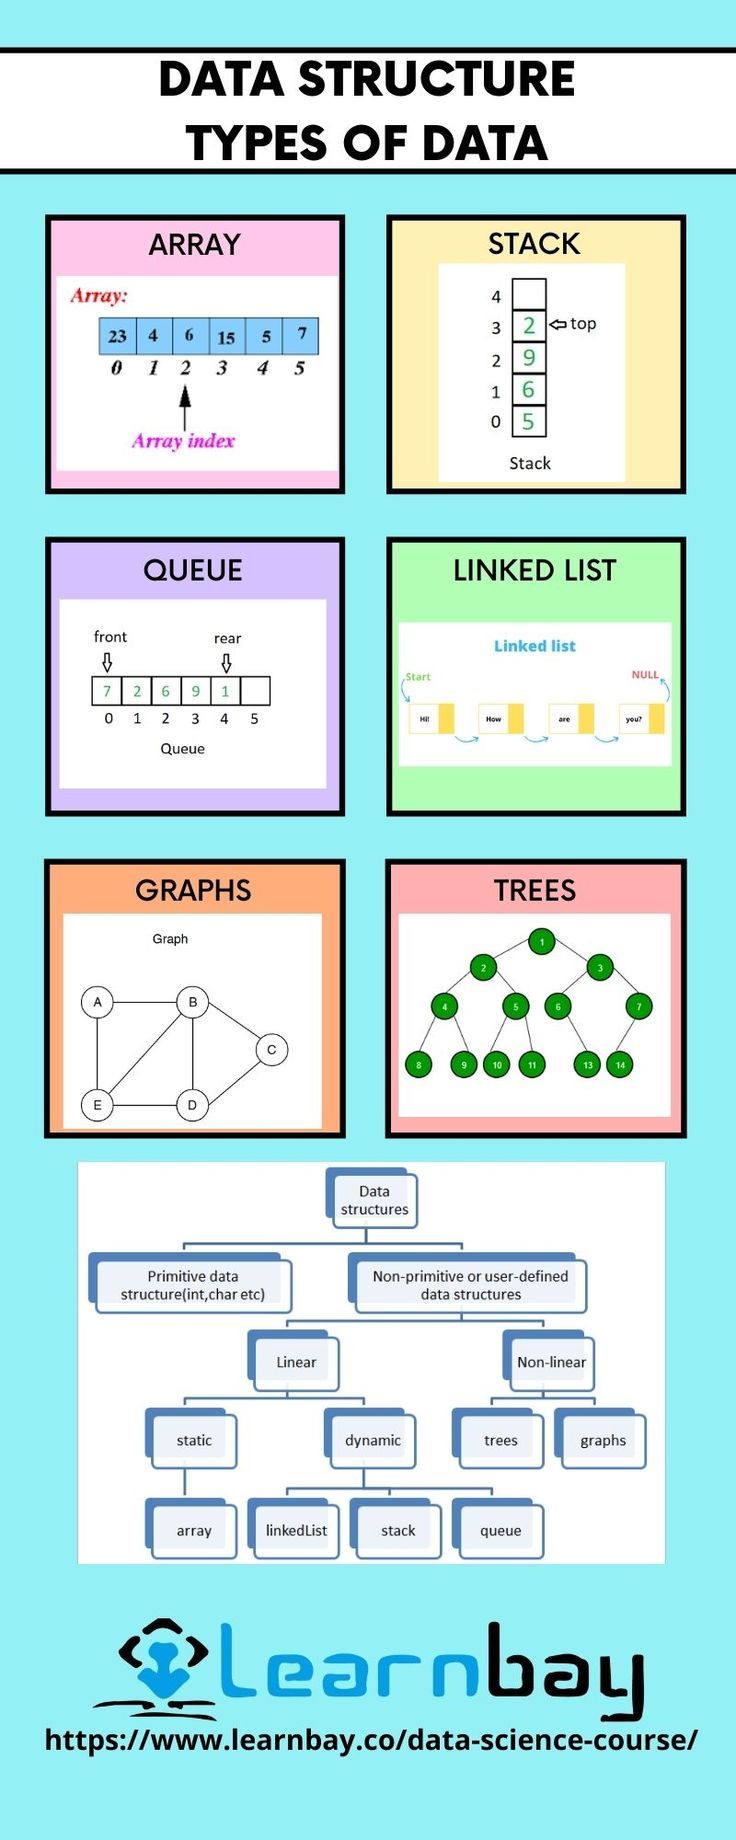 DATA STRUCTURE
TYPES OF DATA
ARRAY
Array:
23 4 6 15 5 7
0 1 2 3 4 5
Array index
STACK
4
3 2 top
2 9
1 6
0 5
Stack
QUEUE
front rear
7 2 6 9 1
0 1 2 3 4 5
Queue
LINKED LIST
Linked list
Start NULL
Hi! How are you?
GRAPHS
Graph
A B
C
E D
TREES
1
2 3
4 5 6 7
8 9 10 11 13 14
Data
structures
Primitive data
structure(int,char etc)
Non-primitive or user-defined
data structures
Linear Non-linear
static dynamic trees graphs
array linkedList stack queue
Learnbay
https://www.learnbay.co/data-science-course/